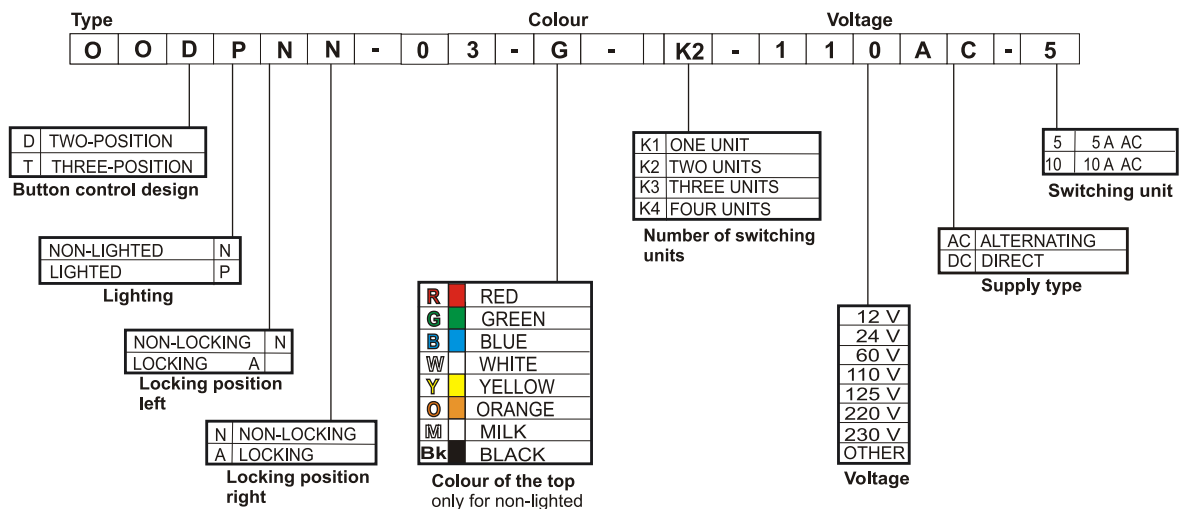 Type Colour Voltage
O O D P N N - 0 3 - G - K2 - 1 1 0 A C - 5
D TWO-POSITION
T THREE-POSITION
Button control design
NON-LIGHTED N
LIGHTED P
Lighting
NON-LOCKING N
LOCKING A
Locking position
left
N NON-LOCKING
A LOCKING
Locking position
right
R RED
G GREEN
B BLUE
W WHITE
Y YELLOW
O ORANGE
M MILK
Bk BLACK
Colour of the top
only for non-lighted
K1 ONE UNIT
K2 TWO UNITS
K3 THREE UNITS
K4 FOUR UNITS
Number of switching
units
12 V
24 V
60 V
110 V
125 V
220 V
230 V
OTHER
Voltage
AC ALTERNATING
DC DIRECT
Supply type
5 5 A AC
10 10 A AC
Switching unit